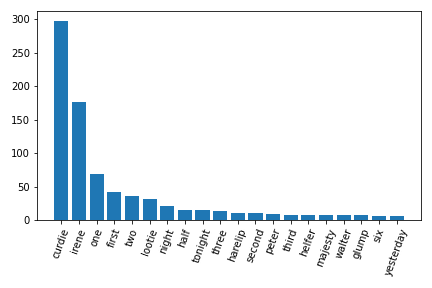 300
250
200
150
100
50
0
curdie
irene
one
first
two
lootie
night
half
tonight
three
harelip
second
peter
third
helfer
majesty
walter
glump
six
yesterday